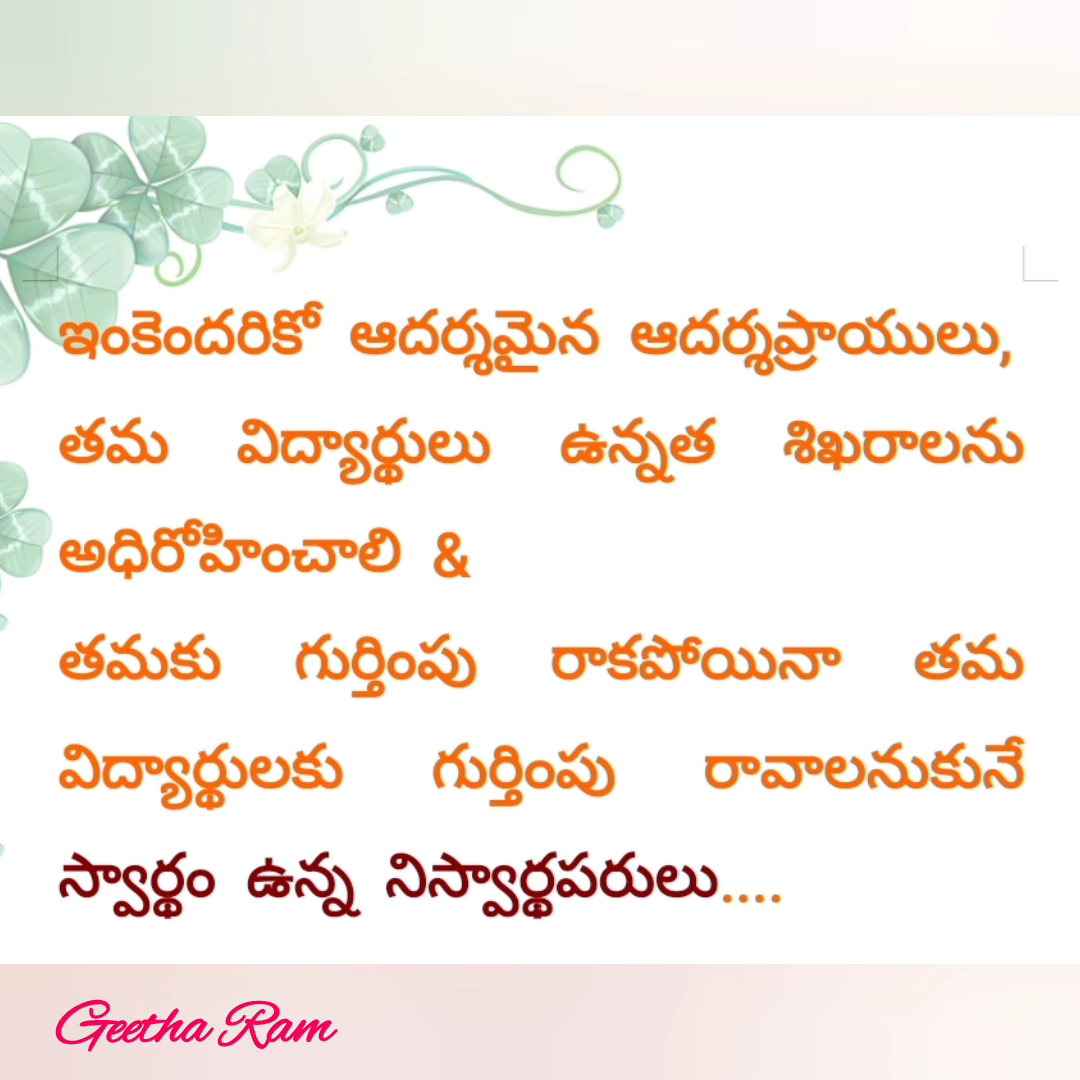 ఇంకెందరికో ఆదర్శమైన ఆదర్శప్రాయులు,
తమ విద్యార్థులు ఉన్నత శిఖరాలను
అధిరోహించాలి &
తమకు గుర్తింపు రాకపోయినా తమ
విద్యార్థులకు గుర్తింపు రావాలనుకునే
స్వార్థం ఉన్న నిస్వార్థపరులు....
Geetha Ram